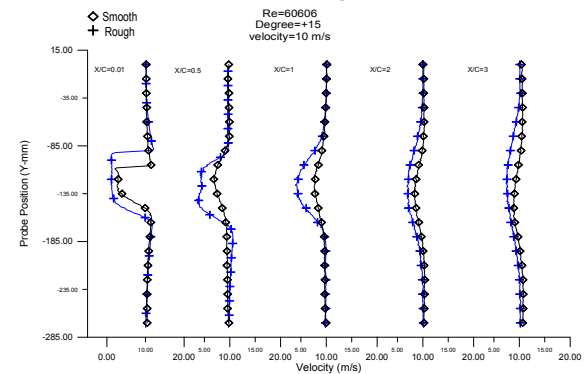 Smooth
Rough
Re=60606
Degree=+15
velocity=10 m/s
15.00
-35.00
-85.00
-135.00
-185.00
-235.00
-285.00
Probe Position (Y-mm)
X/C=0.01
X/C=0.5
X/C=1
X/C=2
X/C=3
0.00 10.00 20.00 5.00 10.00 15.00 20.00 5.00 10.00 15.00 20.00 5.00 10.00 15.00 20.00 5.00 10.00 15.00 20.00
Velocity (m/s)